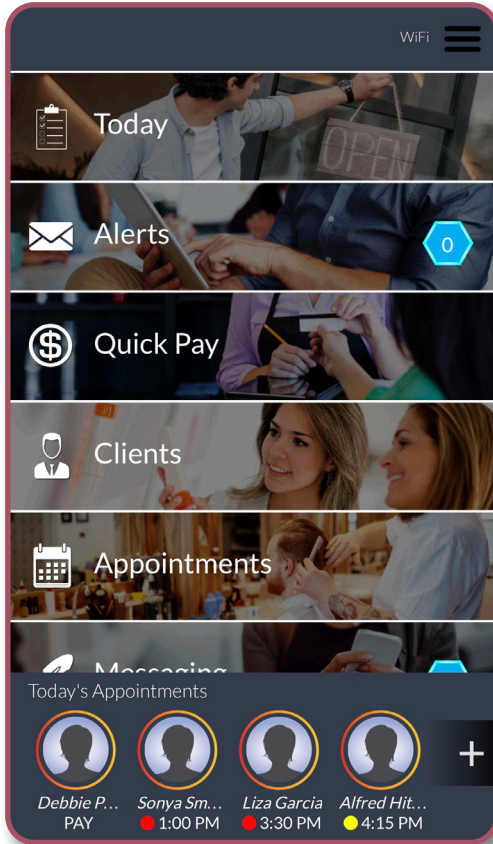 WiFi
Today
OPEN
Alerts
0
Quick Pay
Clients
Appointments
Messaging
Today's Appointments
Debbie P...
Sonya Sm...
Liza Garcia
Alfred Hit...
+
PAY
1:00 PM
3:30 PM
4:15 PM